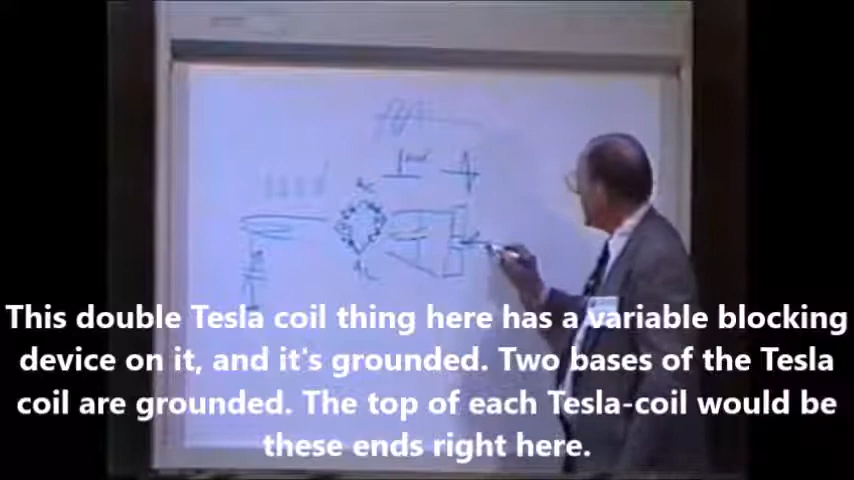 This double Tesla coil thing here has a variable blocking
device on it, and it's grounded. Two bases of the Tesla
coil are grounded. The top of each Tesla-coil would be
these ends right here.